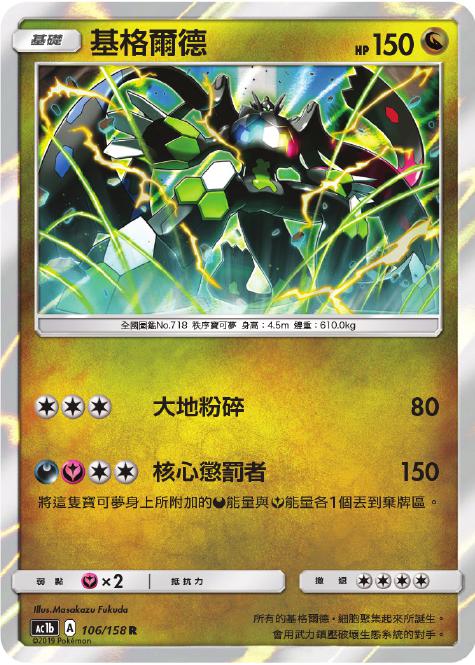 基礎 基格爾德 HP 150
全國圖鑑No.718 秩序寶可夢 身高：4.5m 體重：610.0kg
大地粉碎 80
核心懲罰者 150
將這隻寶可夢身上所附加的能量與能量各1個丟到棄牌區。
弱點 ×2 抵抗力 撤退
Illus.Masakazu Fukuda
AC1b A 106/158 R
©2019 Pokémon
所有的基格爾德・細胞聚集起來所誕生。
會用武力鎮壓破壞生態系統的對手。